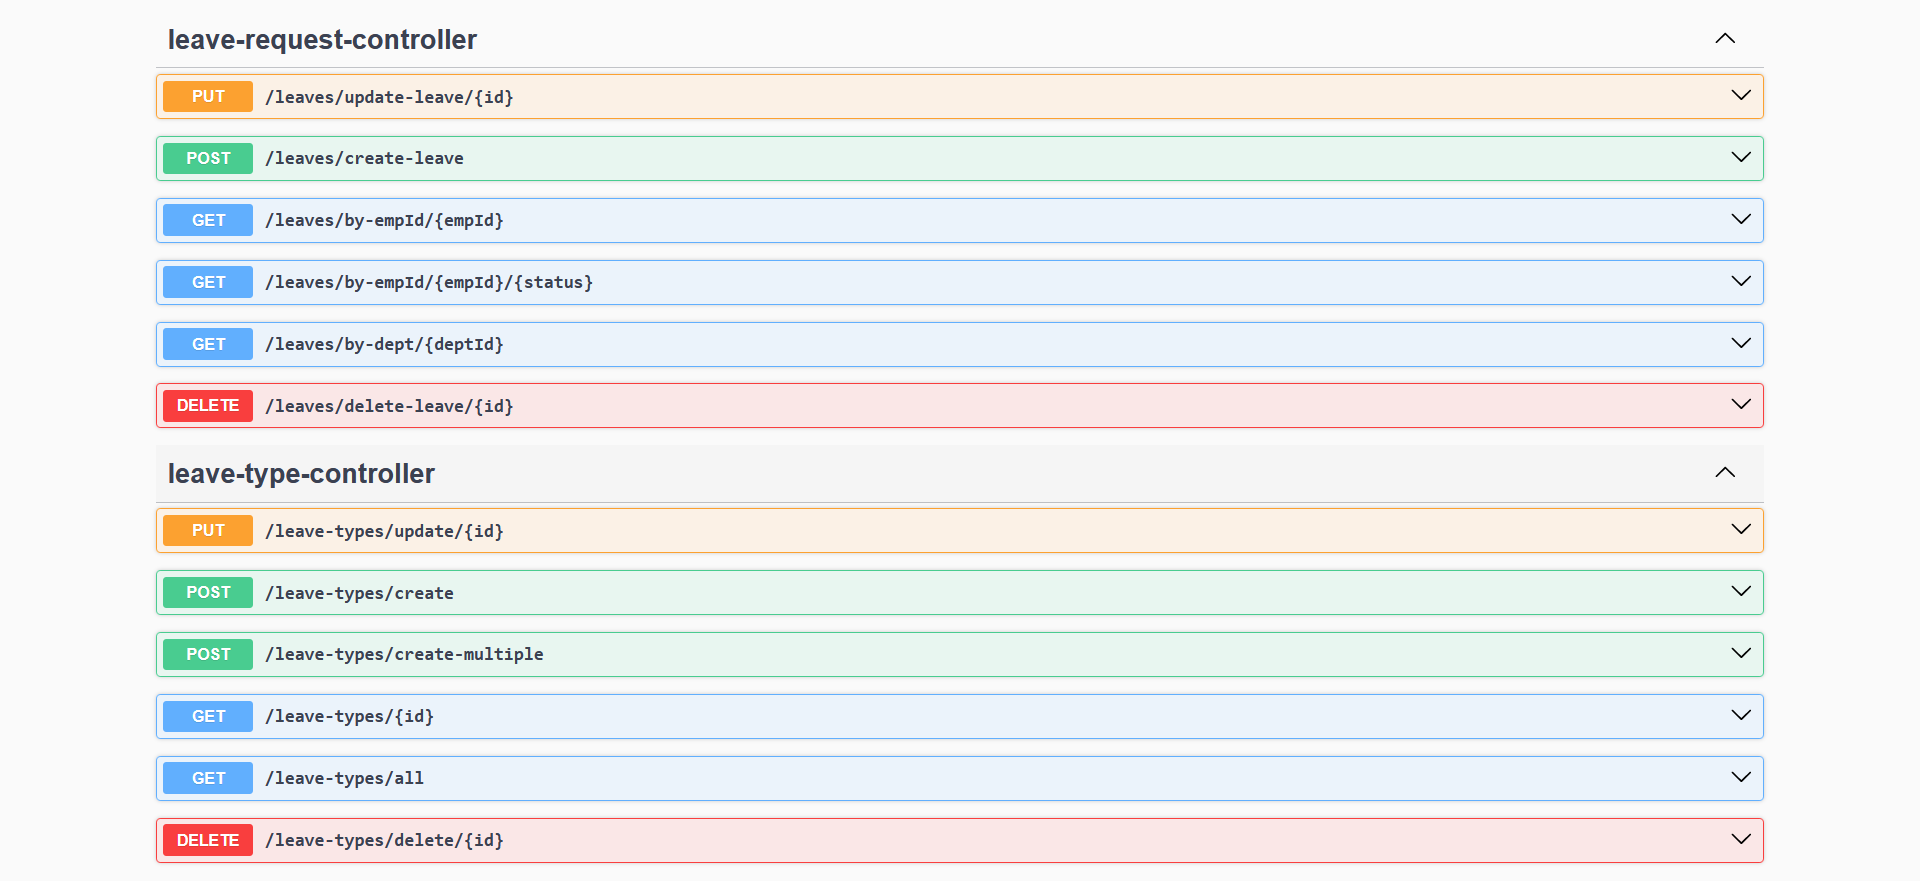 leave-request-controller
PUT /leaves/update-leave/{id}
POST /leaves/create-leave
GET /leaves/by-empId/{empId}
GET /leaves/by-empId/{empId}/{status}
GET /leaves/by-dept/{deptId}
DELETE /leaves/delete-leave/{id}
leave-type-controller
PUT /leave-types/update/{id}
POST /leave-types/create
POST /leave-types/create-multiple
GET /leave-types/{id}
GET /leave-types/all
DELETE /leave-types/delete/{id}